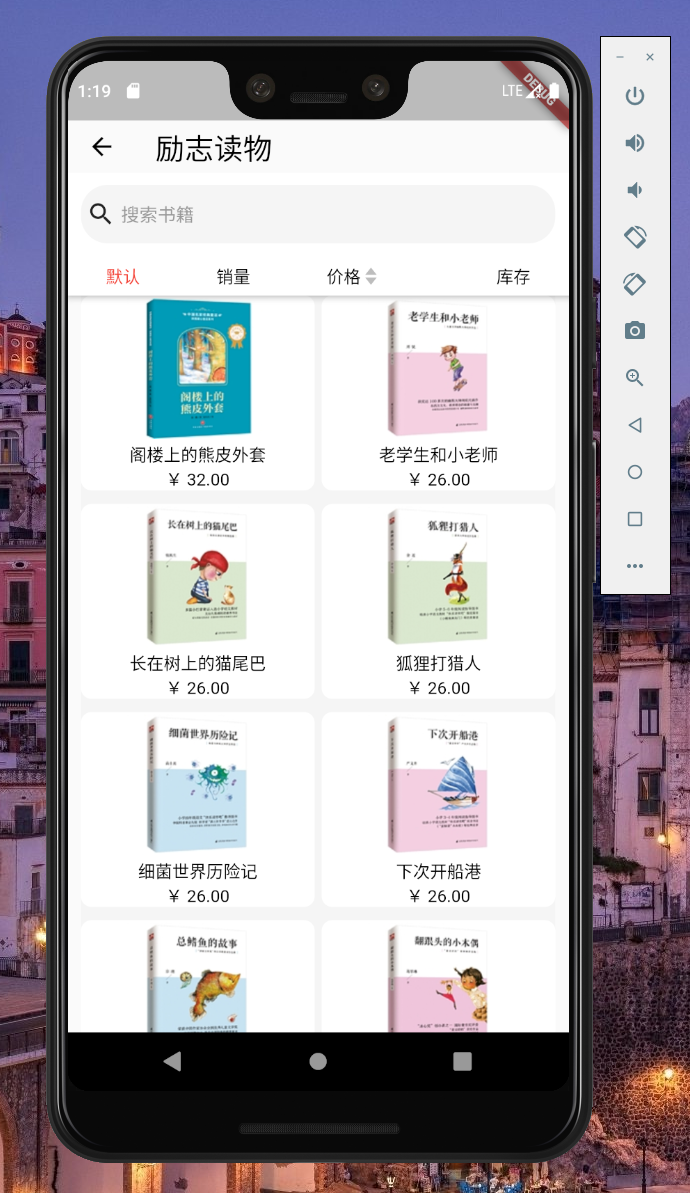 1:19
LTE
DEBUG
励志读物
搜索书籍
默认 销量 价格 库存
阁楼上的
熊皮外套
老学生和小老师
阁楼上的熊皮外套
¥ 32.00
老学生和小老师
¥ 26.00
长在树上的猫尾巴
狐狸打猎人
长在树上的猫尾巴
¥ 26.00
狐狸打猎人
¥ 26.00
细菌世界历险记
下次开船港
细菌世界历险记
¥ 26.00
下次开船港
¥ 26.00
总鳍鱼的故事
翻跟头的小木偶